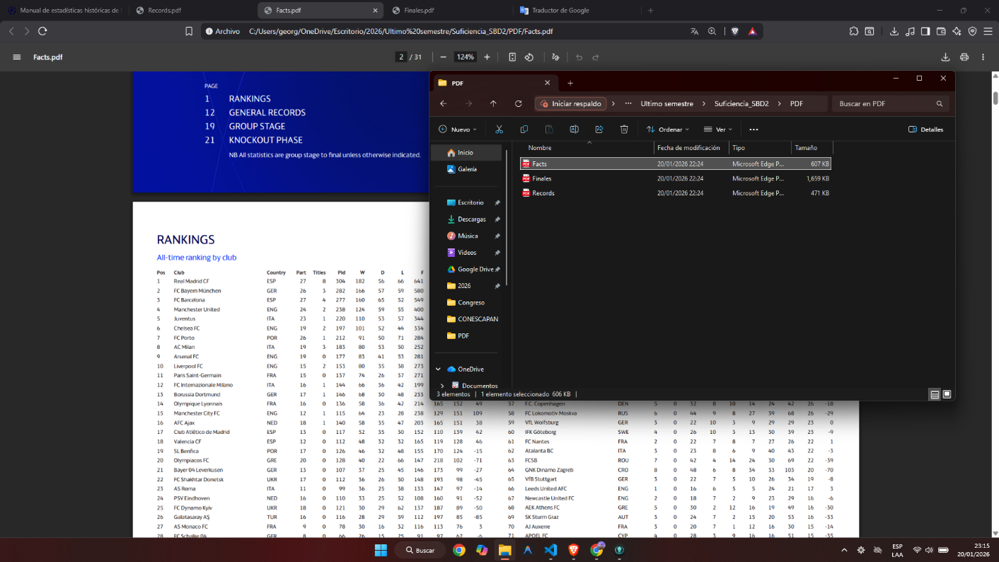 Manual de estadísticas históricas de
Records.pdf
Facts.pdf
Finales.pdf
Traductor de Google
Archivo C:/Users/georg/OneDrive/Escritorio/2026/Ultimo%20semestre/Suficiencia_SBD2/PDF/Facts.pdf
Facts.pdf
2 / 31
124%
PAGE
1 RANKINGS
12 GENERAL RECORDS
19 GROUP STAGE
21 KNOCKOUT PHASE
NB All statistics are group stage to final unless otherwise indicated.
PDF
Iniciar respaldo
Ultimo semestre
Suficiencia_SBD2
PDF
Buscar en PDF
Nuevo
Ordenar
Ver
Detalles
Inicio
Galería
Escritorio
Descargas
Música
Videos
Google Drive
2026
Congreso
CONESCAPAN
PDF
OneDrive
Documentos
Nombre Fecha de modificación Tipo Tamaño
Facts 20/01/2026 22:24 Microsoft Edge P... 607 KB
Finales 20/01/2026 22:24 Microsoft Edge P... 1,659 KB
Records 20/01/2026 22:24 Microsoft Edge P... 471 KB
3 elementos
1 elemento seleccionado 606 KB
RANKINGS
All-time ranking by club
Pos Club Country Part Titles Pld W D L F
1 Real Madrid CF ESP 27 8 304 182 56 66 641
2 FC Bayern München GER 26 3 282 166 57 59 580
3 FC Barcelona ESP 27 4 277 160 65 52 549
4 Manchester United ENG 24 2 238 124 59 55 400
5 Juventus ITA 23 1 220 110 53 57 344
6 Chelsea FC ENG 19 2 197 101 52 44 334
7 FC Porto POR 26 1 212 91 50 71 284
8 AC Milan ITA 19 3 183 80 53 50 252
9 Arsenal FC ENG 19 0 177 83 41 53 281
10 Liverpool FC ENG 15 2 153 80 35 38 273
11 Paris Saint-Germain FRA 15 0 137 74 26 37 271
12 FC Internazionale Milano ITA 16 1 144 66 36 42 199
13 Borussia Dortmund GER 17 1 146 68 30 48 233
14 Olympique Lyonnais FRA 16 0 136 58 36 42 214 165 152 49 57 F.C. Copenhagen DEN 5 0 32 8 10 14 24 42 26 -18
15 Manchester City FC ENG 12 1 115 64 23 28 238 129 151 109 58 FC Lokomotiv Moskva RUS 6 0 44 9 8 27 39 68 26 -29
16 AFC Ajax NED 18 1 140 58 35 47 203 165 151 38 59 VfL Wolfsburg GER 3 0 22 10 3 9 29 29 23 0
17 Club Atlético de Madrid ESP 13 0 117 52 35 30 152 110 139 42 60 IFK Göteborg SWE 4 0 26 10 3 13 30 39 23 -9
18 Valencia CF ESP 12 0 112 48 32 32 165 119 128 46 61 FC Nantes FRA 2 0 22 7 8 7 27 26 22 1
19 SL Benfica POR 17 0 126 46 32 48 155 170 124 -15 62 Atalanta BC ITA 3 0 23 8 6 9 40 43 22 -3
20 Olympiacos FC GRE 20 0 128 40 22 66 147 218 102 -71 63 FCSB ROU 7 0 42 4 14 24 30 69 22 -39
21 Bayer 04 Leverkusen GER 13 0 107 37 25 45 146 173 99 -27 64 GNK Dinamo Zagreb CRO 8 0 48 6 8 34 33 103 20 -70
22 FC Shakhtar Donetsk UKR 17 0 112 36 26 50 148 193 98 -45 65 VfB Stuttgart GER 3 0 22 7 5 10 26 34 19 -8
23 AS Roma ITA 11 0 99 36 25 38 133 147 97 -14 66 Leeds United AFC ENG 1 0 16 6 5 5 24 21 17 3
24 PSV Eindhoven NED 16 0 110 33 25 52 108 160 91 -52 67 Newcastle United FC ENG 2 0 18 7 2 9 23 29 16 -6
25 FC Dynamo Kyiv UKR 18 0 121 30 29 62 137 187 89 -50 68 AEK Athens FC GRE 5 0 30 2 12 16 19 49 16 -30
26 Galatasaray AŞ TUR 16 0 116 28 29 59 112 197 85 -85 69 SK Sturm Graz AUT 3 0 24 7 2 15 20 53 16 -33
27 AS Monaco FC FRA 9 0 78 30 16 32 116 113 76 3 70 AJ Auxerre FRA 3 0 20 7 1 12 16 30 15 -14
28 FC Schalke 04 GER 8 0 66 26 15 25 91 97 67 -6 71 APOEL FC CYP 4 0 28 3 9 16 16 51 15 -35
Buscar
ESP
LAA
23:15
20/01/2026